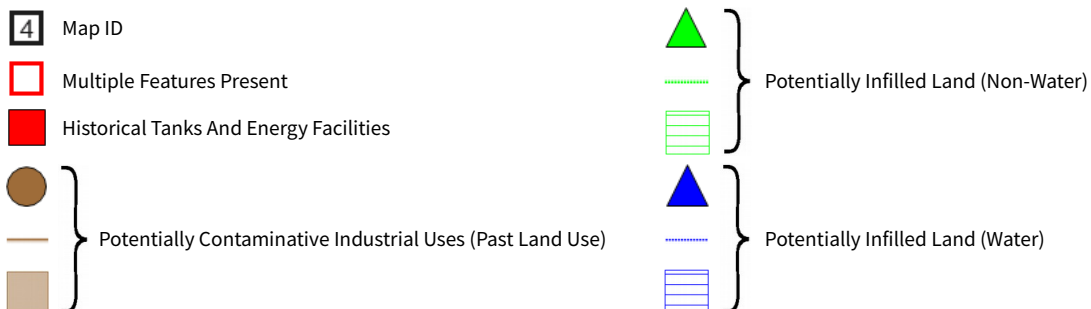 4 Map ID
Multiple Features Present
Historical Tanks And Energy Facilities
Potentially Contaminative Industrial Uses (Past Land Use)
Potentially Infilled Land (Non-Water)
Potentially Infilled Land (Water)